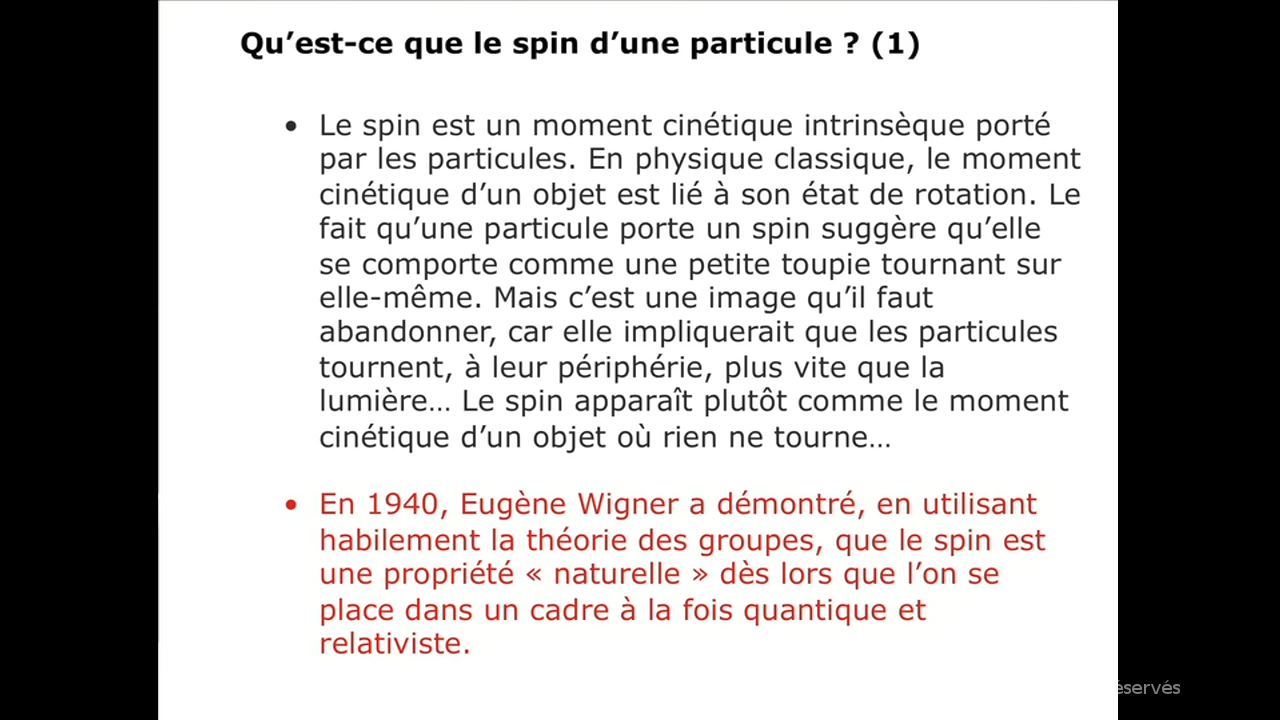 Qu’est-ce que le spin d’une particule ? (1)
• Le spin est un moment cinétique intrinsèque porté
par les particules. En physique classique, le moment
cinétique d’un objet est lié à son état de rotation. Le
fait qu’une particule porte un spin suggère qu’elle
se comporte comme une petite toupie tournant sur
elle-même. Mais c’est une image qu’il faut
abandonner, car elle impliquerait que les particules
tournent, à leur périphérie, plus vite que la
lumière… Le spin apparaît plutôt comme le moment
cinétique d’un objet où rien ne tourne…
• En 1940, Eugène Wigner a démontré, en utilisant
habilement la théorie des groupes, que le spin est
une propriété « naturelle » dès lors que l’on se
place dans un cadre à la fois quantique et
relativiste.